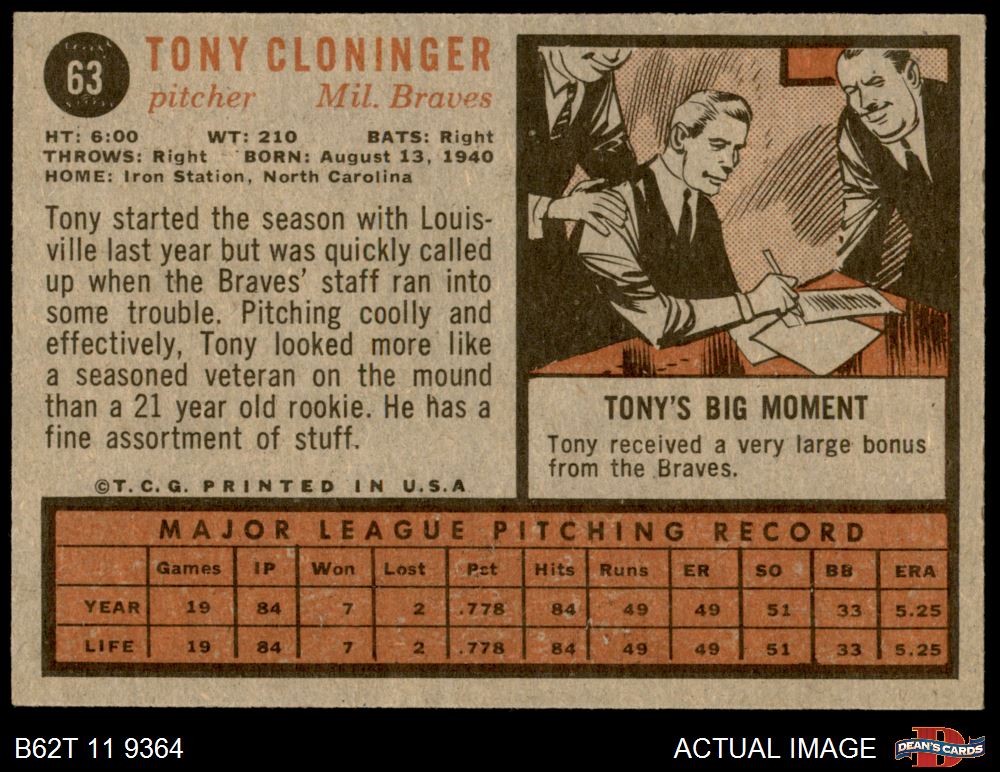 63
TONY CLONINGER
pitcher Mil. Braves
HT: 6:00 WT: 210 BATS: Right
THROWS: Right BORN: August 13, 1940
HOME: Iron Station, North Carolina
Tony started the season with Louis-
ville last year but was quickly called
up when the Braves' staff ran into
some trouble. Pitching coolly and
effectively, Tony looked more like
a seasoned veteran on the mound
than a 21 year old rookie. He has a
fine assortment of stuff.
©T.C.G. PRINTED IN U.S.A
TONY'S BIG MOMENT
Tony received a very large bonus
from the Braves.
MAJOR LEAGUE PITCHING RECORD
Games IP Won Lost Pct Hits Runs ER SO BB ERA
YEAR 19 84 7 2 .778 84 49 49 51 33 5.25
LIFE 19 84 7 2 .778 84 49 49 51 33 5.25
B62T 11 9364 ACTUAL IMAGE
D
DEAN'S CARDS